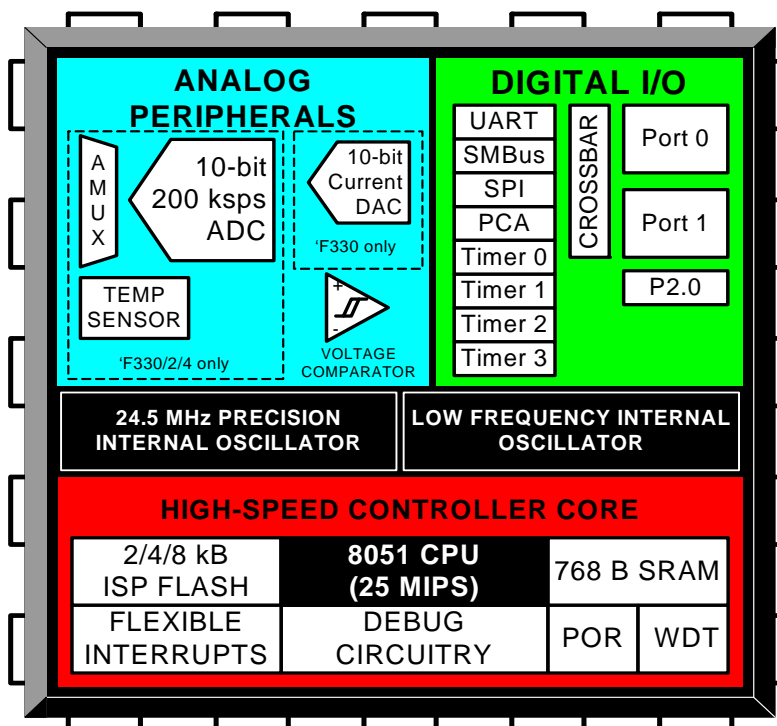 ANALOG
PERIPHERALS
A
M
U
X
10-bit
200 ksps
ADC
10-bit
Current
DAC
‘F330 only
TEMP
SENSOR
+
-
VOLTAGE
COMPARATOR
‘F330/2/4 only
DIGITAL I/O
UART
SMBus
SPI
PCA
Timer 0
Timer 1
Timer 2
Timer 3
CROSSBAR
Port 0
Port 1
P2.0
24.5 MHz PRECISION
INTERNAL OSCILLATOR
LOW FREQUENCY INTERNAL
OSCILLATOR
HIGH-SPEED CONTROLLER CORE
2/4/8 kB
ISP FLASH
8051 CPU
(25 MIPS)
768 B SRAM
FLEXIBLE
INTERRUPTS
DEBUG
CIRCUITRY
POR
WDT